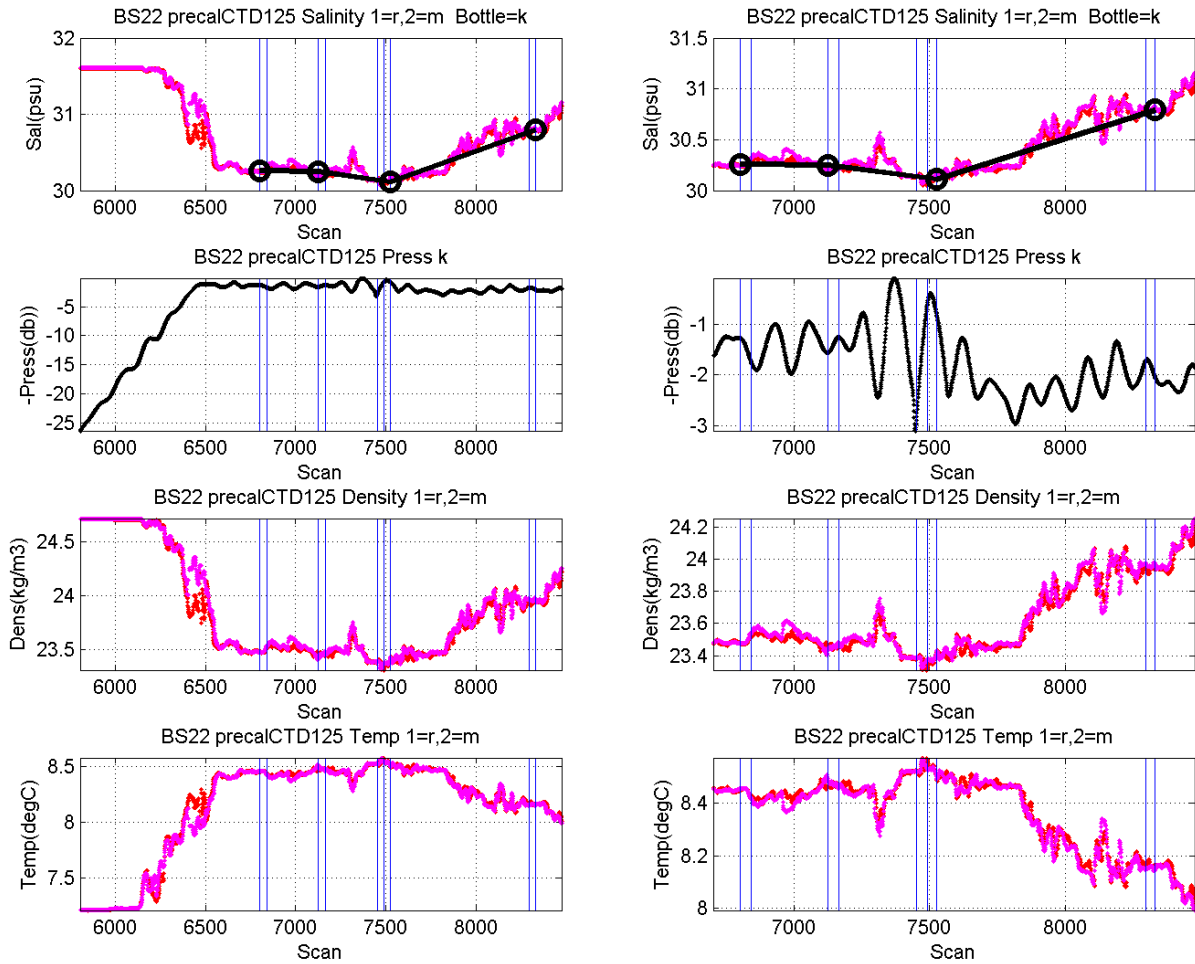 BS22 precalCTD125 Salinity 1=r,2=m  Bottle=k
32
31
30
Sal(psu)
6000 6500 7000 7500 8000
Scan
BS22 precalCTD125 Salinity 1=r,2=m  Bottle=k
31.5
31
30.5
30
Sal(psu)
7000 7500 8000
Scan
BS22 precalCTD125 Press k
-5
-10
-15
-20
-25
-Press(db))
6000 6500 7000 7500 8000
Scan
BS22 precalCTD125 Press k
-1
-2
-3
-Press(db))
7000 7500 8000
Scan
BS22 precalCTD125 Density 1=r,2=m
24.5
24
23.5
Dens(kg/m3)
6000 6500 7000 7500 8000
Scan
BS22 precalCTD125 Density 1=r,2=m
24.2
24
23.8
23.6
23.4
Dens(kg/m3)
7000 7500 8000
Scan
BS22 precalCTD125 Temp 1=r,2=m
8.5
8
7.5
Temp(degC)
6000 6500 7000 7500 8000
Scan
BS22 precalCTD125 Temp 1=r,2=m
8.4
8.2
8
Temp(degC)
7000 7500 8000
Scan